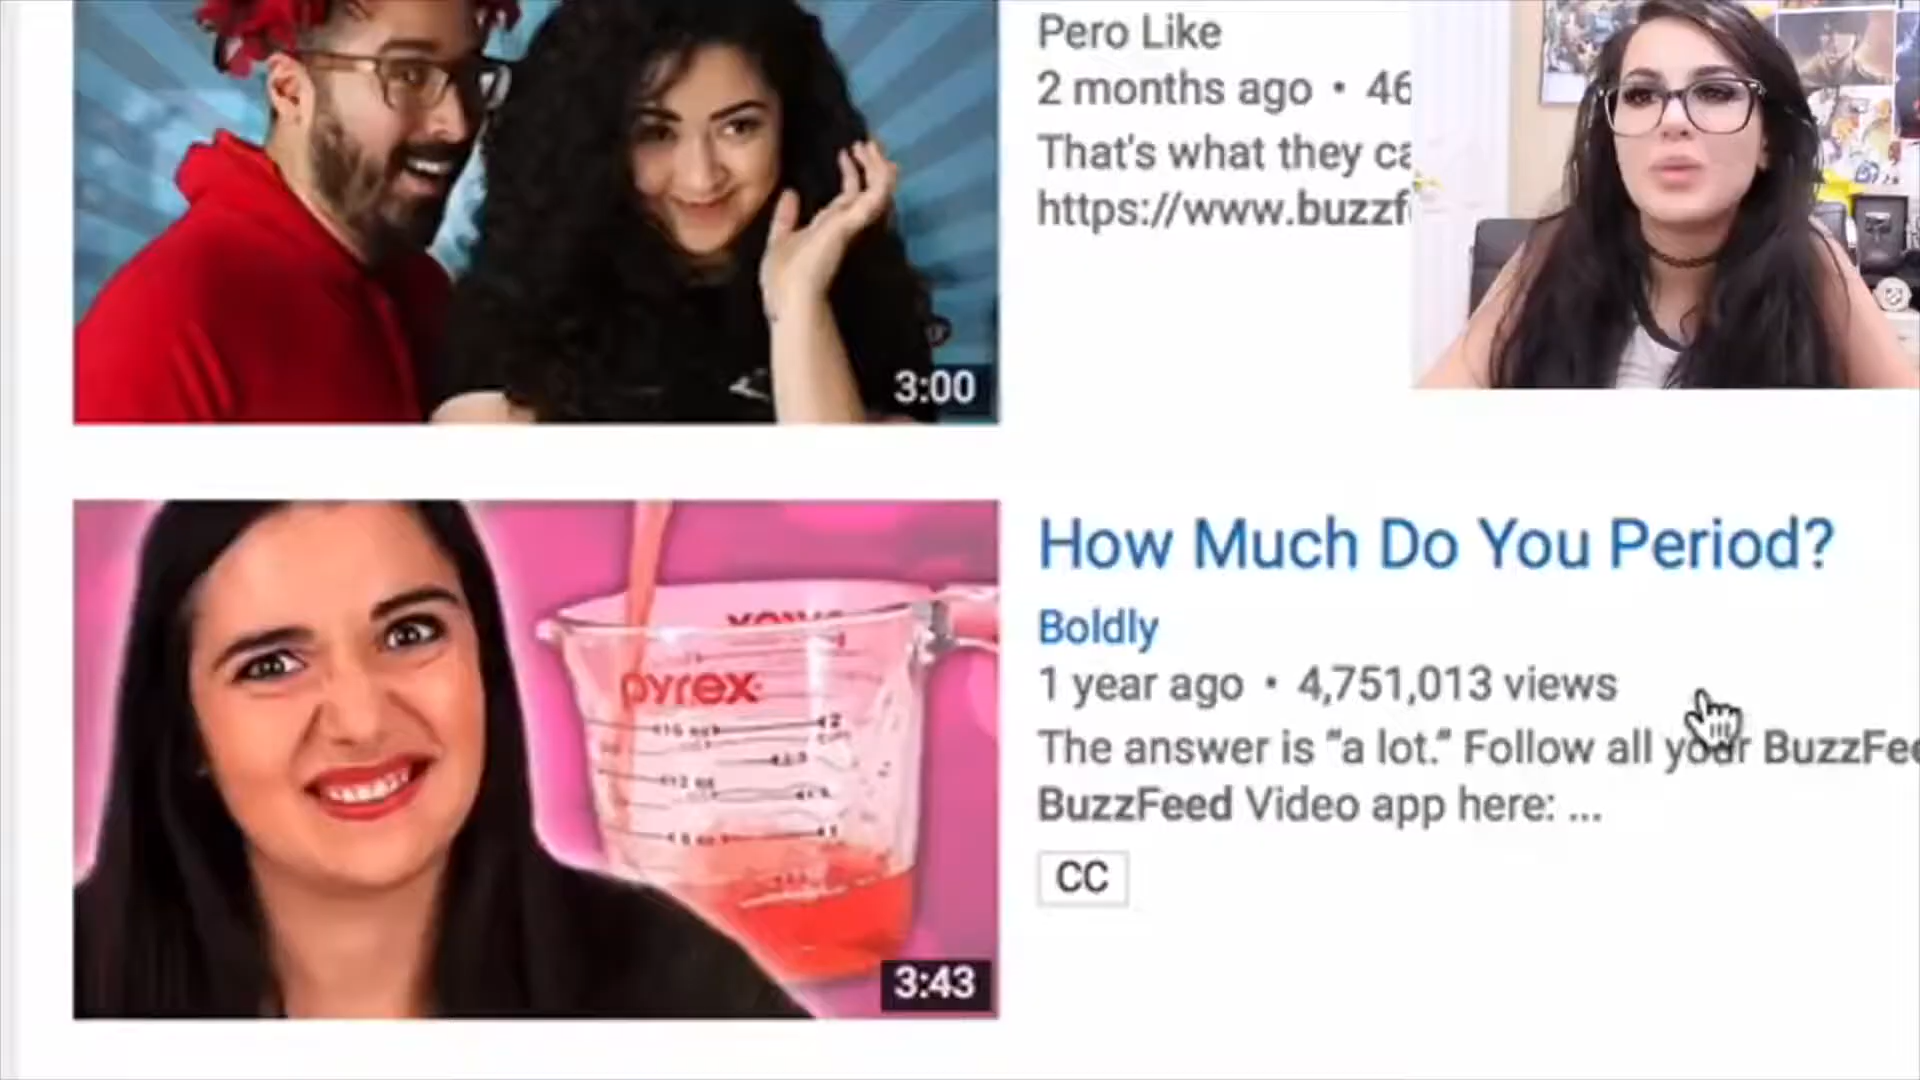 Pero Like
2 months ago • 46
That's what they ca
https://www.buzzf
3:00
How Much Do You Period?
Boldly
1 year ago • 4,751,013 views
The answer is “a lot.” Follow all your BuzzFee
BuzzFeed Video app here: ...
CC
pyrex
3:43